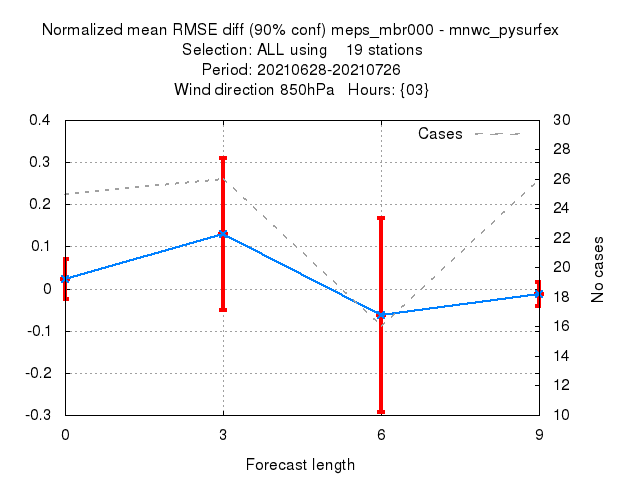 Normalized mean RMSE diff (90% conf) meps_mbr000 - mnwc_pysurfex
Selection: ALL using 19 stations
Period: 20210628-20210726
Wind direction 850hPa Hours: {03}
Cases
0.4
0.3
0.2
0.1
0
-0.1
-0.2
-0.3
30
28
26
24
22
20
18
16
14
12
10
No cases
0 3 6 9
Forecast length